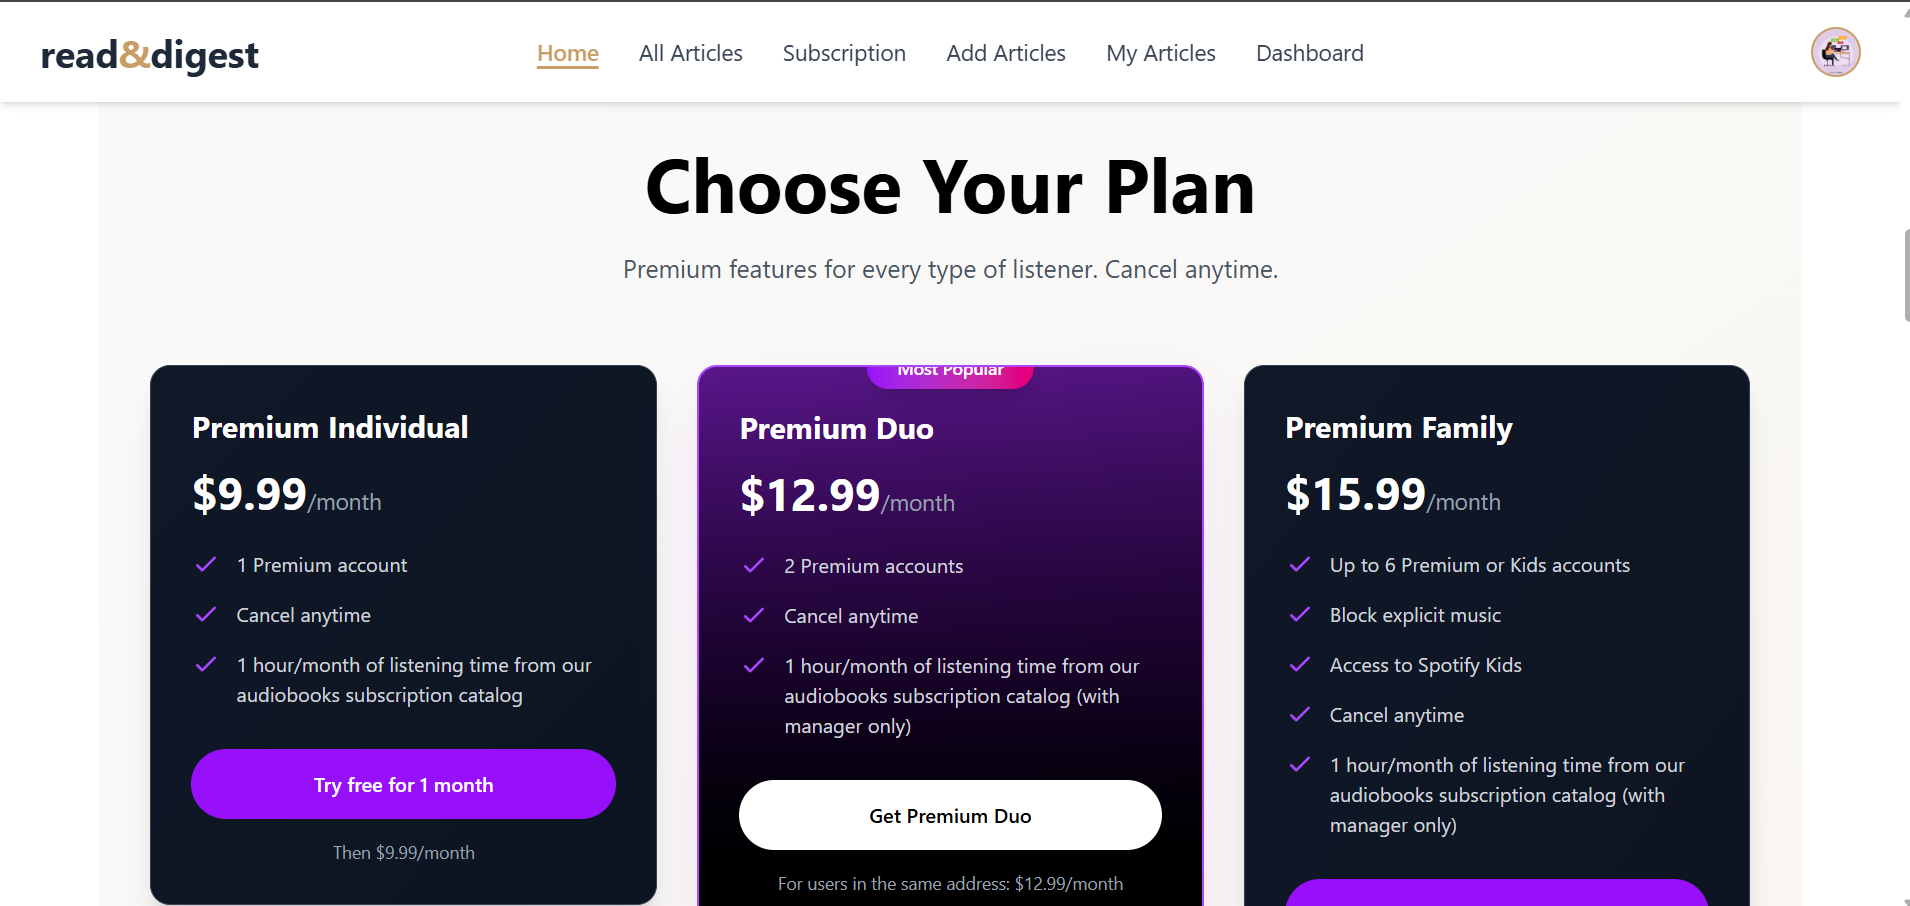 read&digest
Home All Articles Subscription Add Articles My Articles Dashboard
Choose Your Plan
Premium features for every type of listener. Cancel anytime.
Premium Individual
$9.99/month
1 Premium account
Cancel anytime
1 hour/month of listening time from our
audiobooks subscription catalog
Try free for 1 month
Then $9.99/month
Most Popular
Premium Duo
$12.99/month
2 Premium accounts
Cancel anytime
1 hour/month of listening time from our
audiobooks subscription catalog (with
manager only)
Get Premium Duo
For users in the same address: $12.99/month
Premium Family
$15.99/month
Up to 6 Premium or Kids accounts
Block explicit music
Access to Spotify Kids
Cancel anytime
1 hour/month of listening time from our
audiobooks subscription catalog (with
manager only)